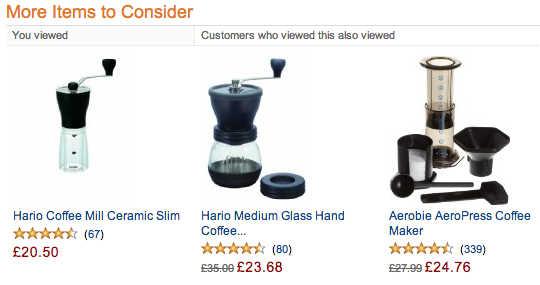 More Items to Consider
You viewed
Customers who viewed this also viewed
Hario Coffee Mill Ceramic Slim
(67)
£20.50
Hario Medium Glass Hand
Coffee...
(80)
£35.00 £23.68
Aerobie AeroPress Coffee
Maker
(339)
£27.99 £24.76